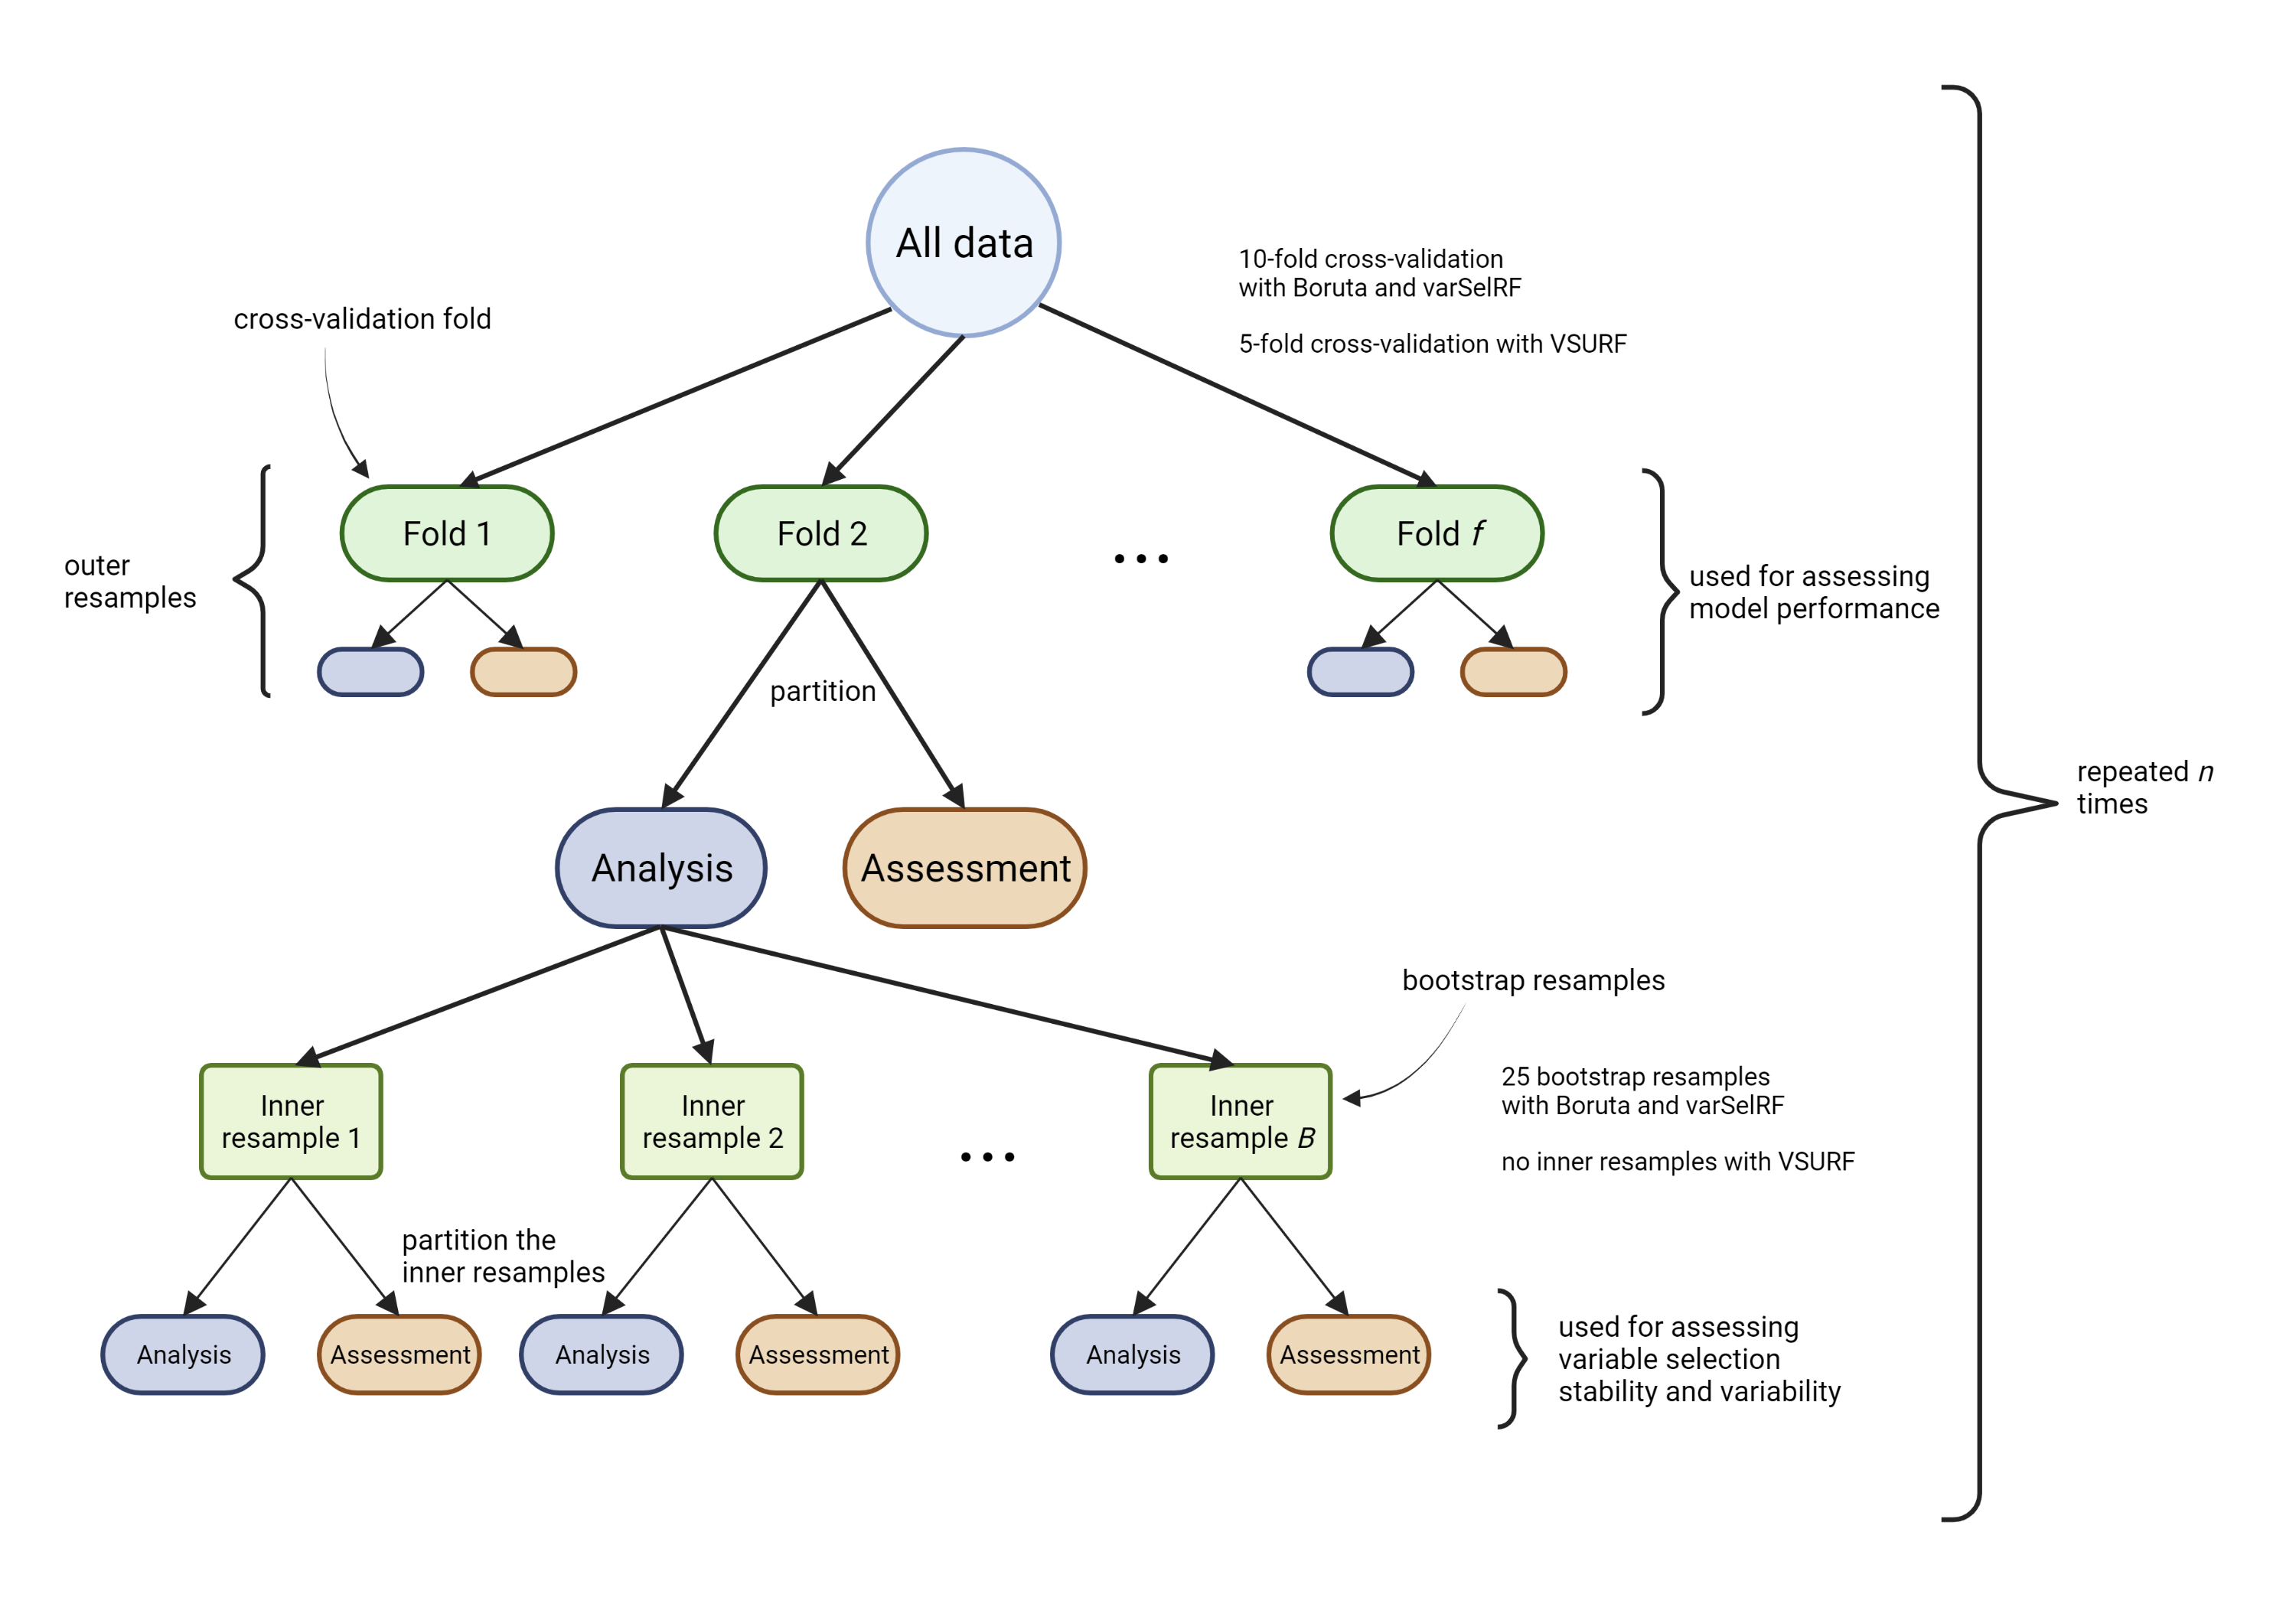 All data
10-fold cross-validation
with Boruta and varSelRF
5-fold cross-validation with VSURF
cross-validation fold
outer
resamples
Fold 1
Fold 2
...
Fold f
used for assessing
model performance
partition
repeated n
times
Analysis
Assessment
bootstrap resamples
25 bootstrap resamples
with Boruta and varSelRF
no inner resamples with VSURF
Inner
resample 1
Inner
resample 2
...
Inner
resample B
partition the
inner resamples
Analysis
Assessment
Analysis
Assessment
Analysis
Assessment
used for assessing
variable selection
stability and variability